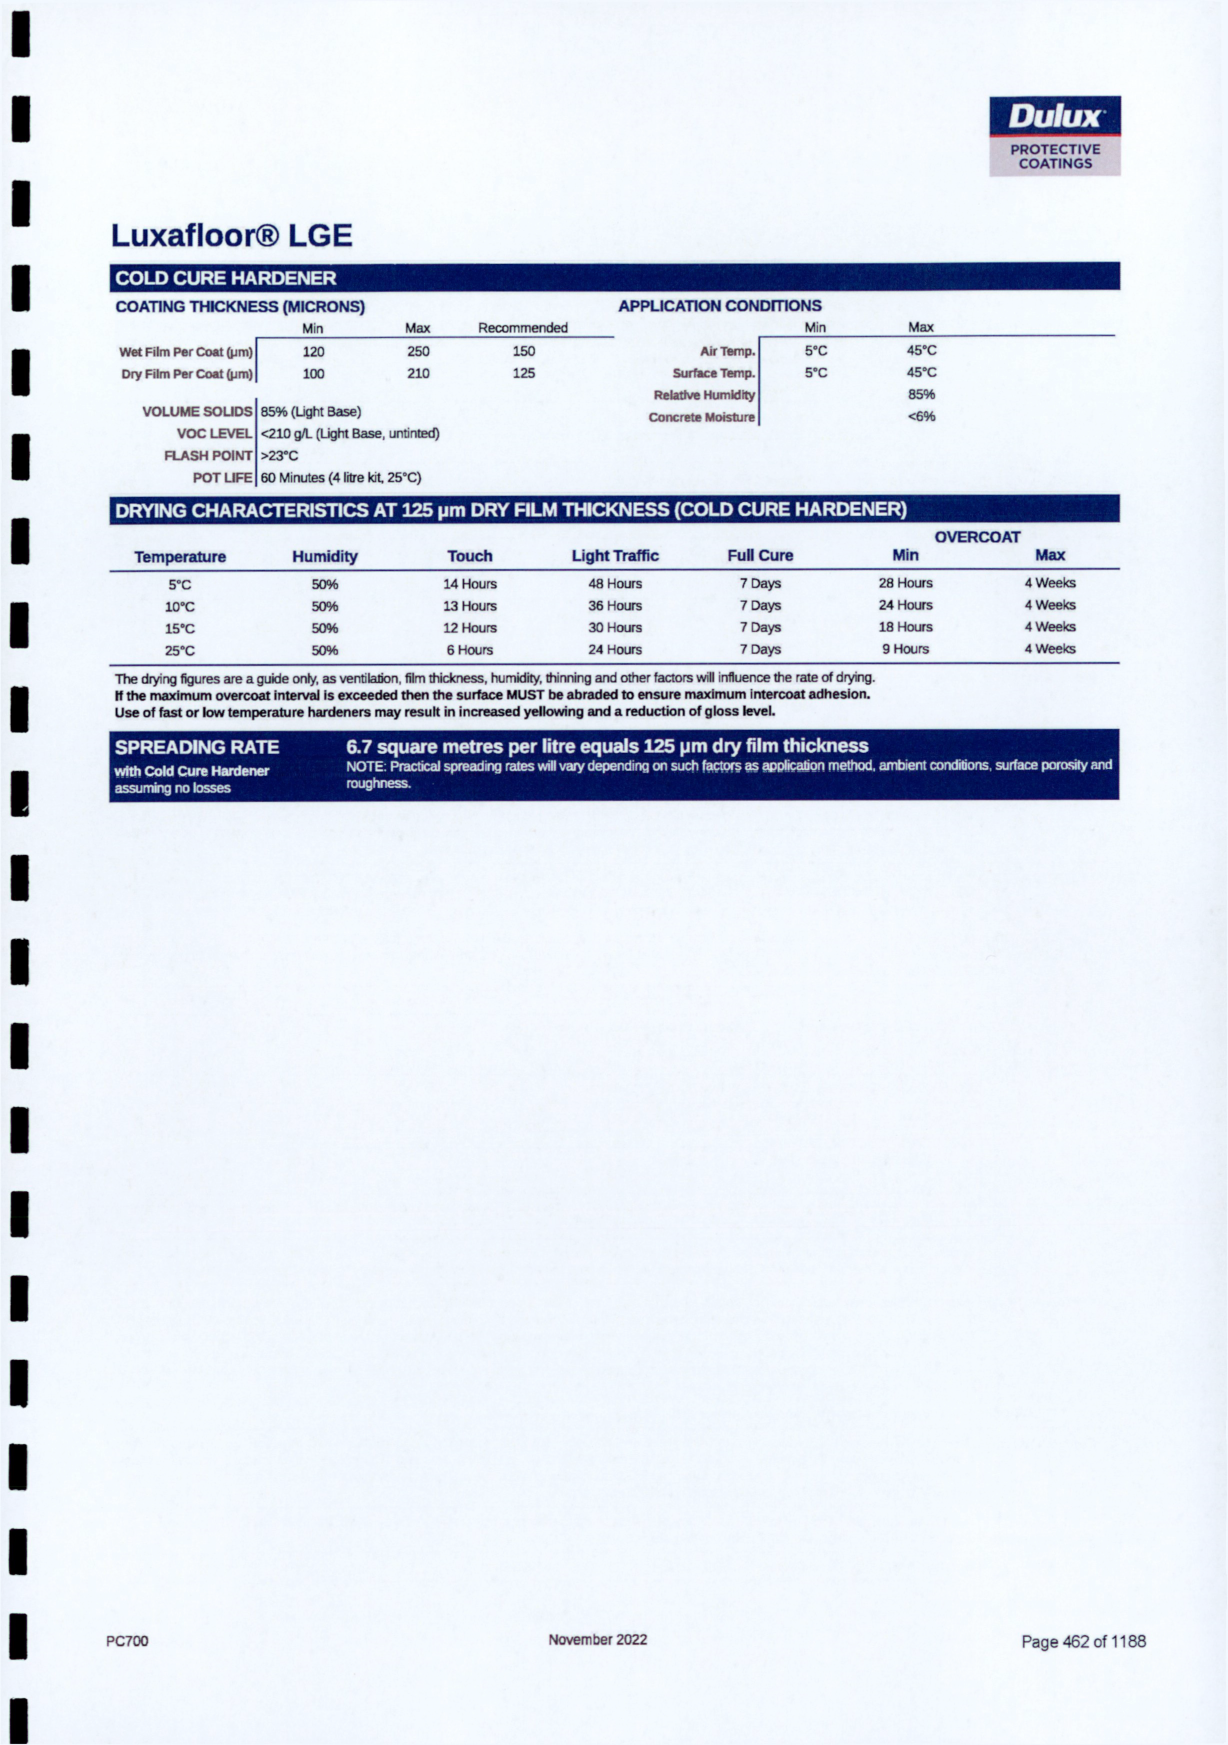 Dulux
PROTECTIVE
COATINGS
Luxafloor® LGE
COLD CURE HARDENER
COATING THICKNESS (MICRONS)
Min Max Recommended
Wet Film Per Coat (µm) 120 250 150
Dry Film Per Coat (µm) 100 210 125
VOLUME SOLIDS 85% (Light Base)
VOC LEVEL <210 g/L (Light Base, untinted)
FLASH POINT >23°C
POT LIFE 60 Minutes (4 litre kit, 25°C)
APPLICATION CONDITIONS
Min Max
Air Temp. 5°C 45°C
Surface Temp. 5°C 45°C
Relative Humidity 85%
Concrete Moisture <6%
DRYING CHARACTERISTICS AT 125 µm DRY FILM THICKNESS (COLD CURE HARDENER)
OVERCOAT
Temperature Humidity Touch Light Traffic Full Cure Min Max
5°C 50% 14 Hours 48 Hours 7 Days 28 Hours 4 Weeks
10°C 50% 13 Hours 36 Hours 7 Days 24 Hours 4 Weeks
15°C 50% 12 Hours 30 Hours 7 Days 18 Hours 4 Weeks
25°C 50% 6 Hours 24 Hours 7 Days 9 Hours 4 Weeks
The drying figures are a guide only, as ventilation, film thickness, humidity, thinning and other factors will influence the rate of drying.
If the maximum overcoat interval is exceeded then the surface MUST be abraded to ensure maximum intercoat adhesion.
Use of fast or low temperature hardeners may result in increased yellowing and a reduction of gloss level.
SPREADING RATE
with Cold Cure Hardener
assuming no losses
6.7 square metres per litre equals 125 µm dry film thickness
NOTE: Practical spreading rates will vary depending on such factors as application method, ambient conditions, surface porosity and
roughness.
PC700 November 2022 Page 462 of 1188